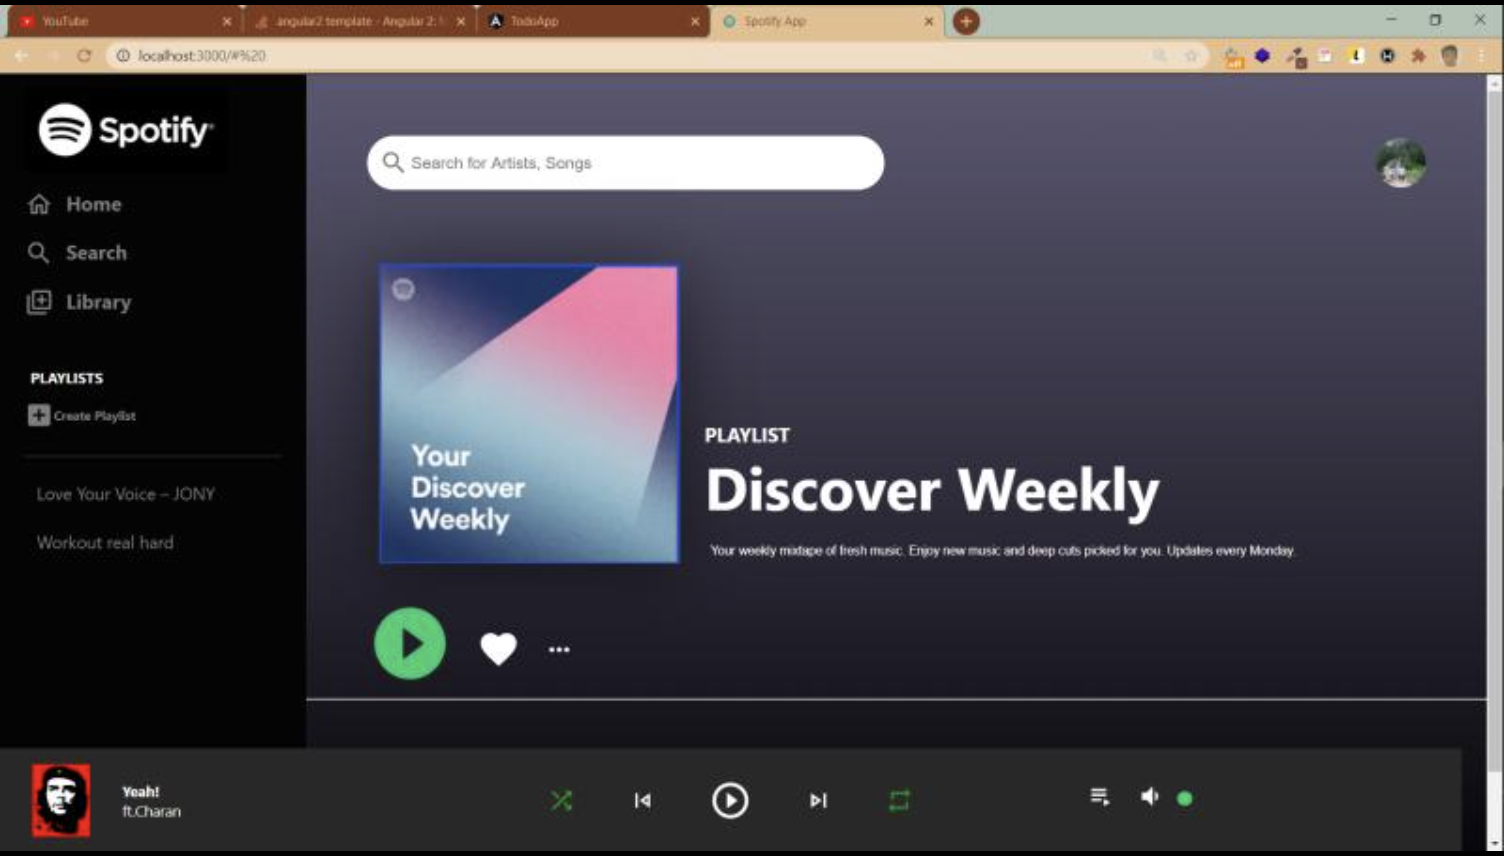 YouTube
angular2 template - Angular 2:
TodoApp
Spotify App
localhost:3000/#%20
Spotify
Home
Search
Library
PLAYLISTS
Create Playlist
Love Your Voice – JONY
Workout real hard
Search for Artists, Songs
Your
Discover
Weekly
PLAYLIST
Discover Weekly
Your weekly mixtape of fresh music. Enjoy new music and deep cuts picked for you. Updates every Monday.
Yeah!
ft.Charan